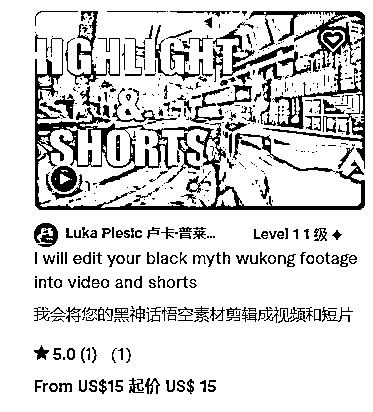 HIGHLIGHT
&
SHORTS
Luka Plesic 卢卡·普莱... Level 1 1 级 ✦
I will edit your black myth wukong footage
into video and shorts
我会将您的黑神话悟空素材剪辑成视频和短片
★ 5.0 (1) (1)
From US$15 起价 US$ 15